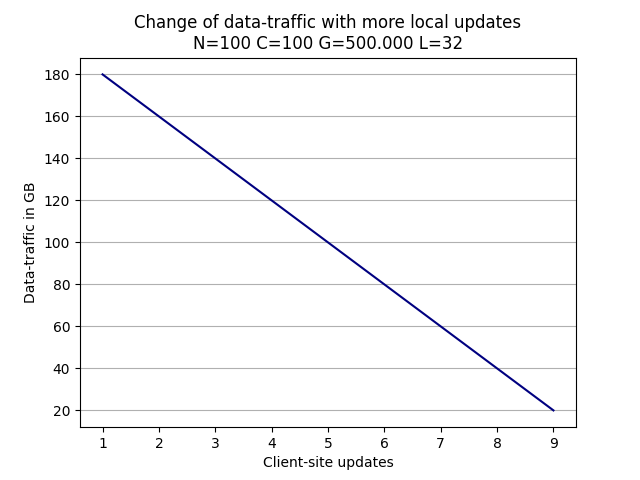 Change of data-traffic with more local updates
N=100 C=100 G=500.000 L=32
180
160
140
120
100
80
60
40
20
Data-traffic in GB
1 2 3 4 5 6 7 8 9
Client-site updates